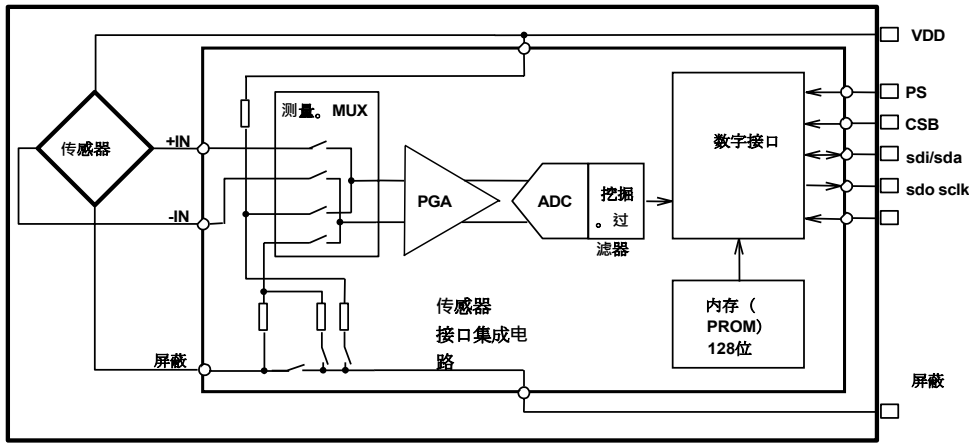 VDD
PS
CSB
sdi/sda
sdo sclk
屏蔽
传感器
+IN
-IN
屏蔽
测量。MUX
PGA
ADC
挖掘
。过
滤器
数字接口
内存（
PROM）
128位
传感器
接口集成电
路